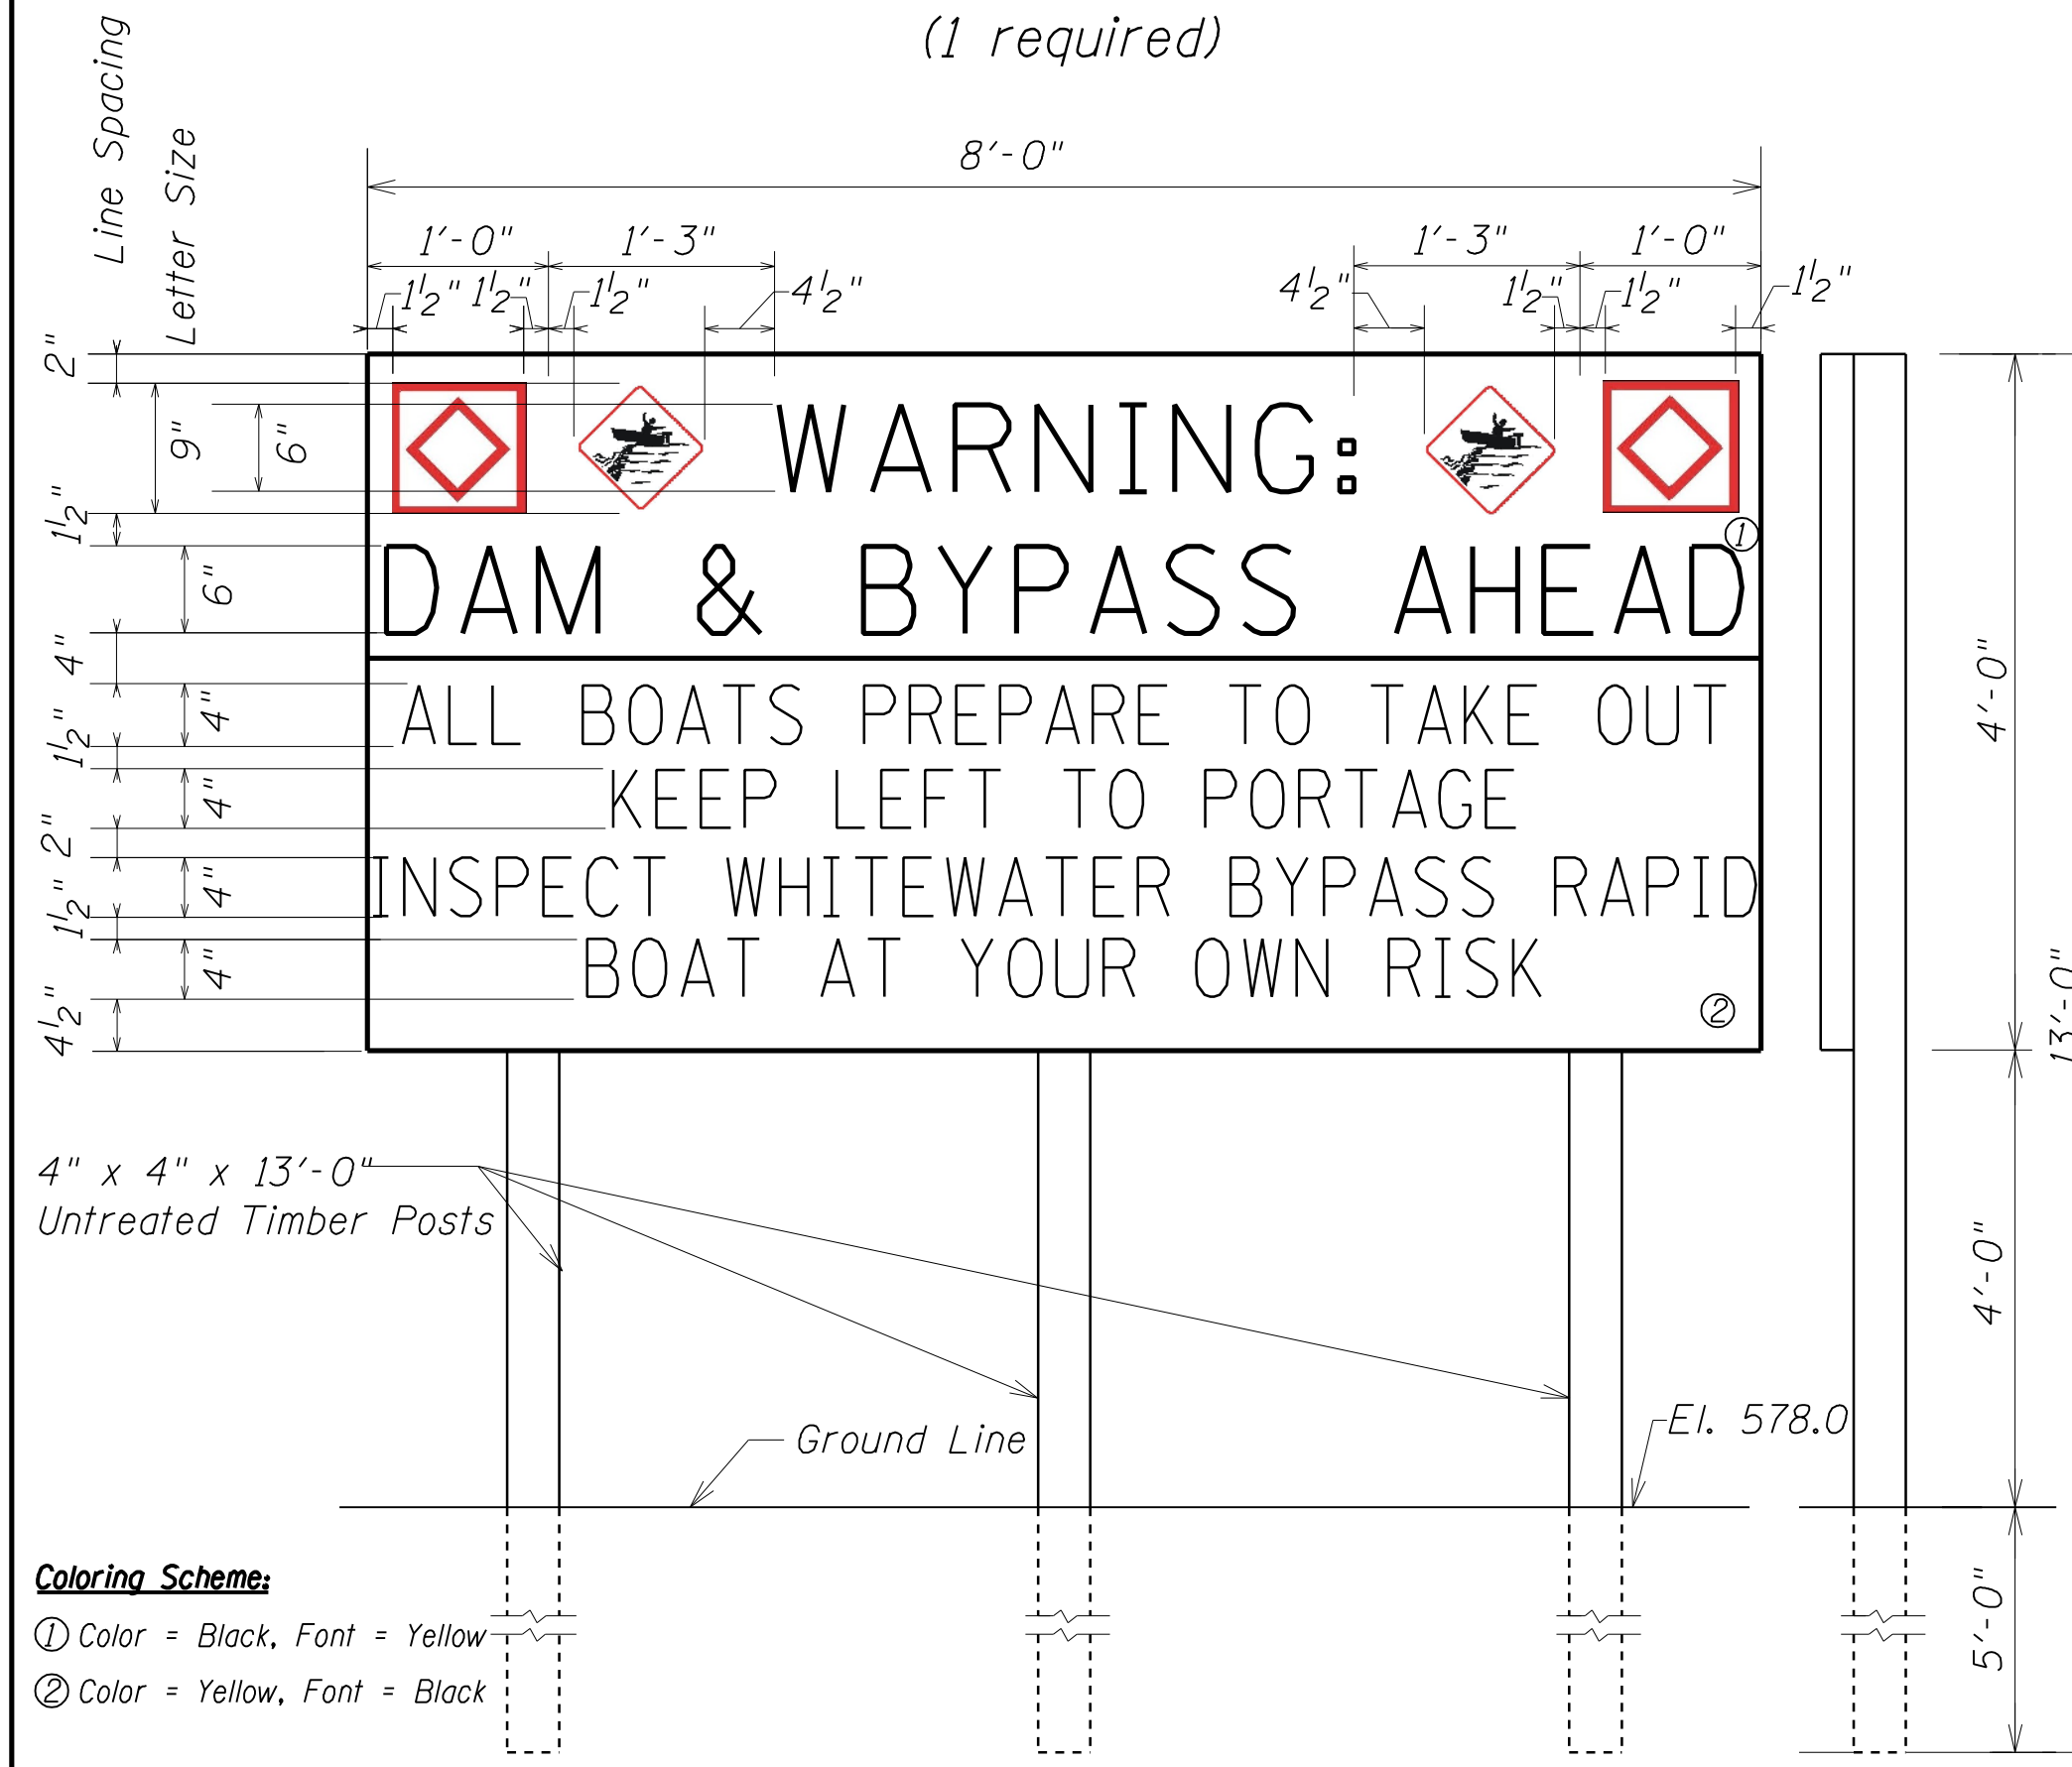 (1 required)
Line Spacing
Letter Size
8'-0"
1'-0" 1'-3" 1'-3" 1'-0"
1½" 1½" 1½" 4½" 4½" 1½" 1½" 1½"
2"
9" 6"
WARNING:
1½"
1
6"
DAM & BYPASS AHEAD
4"
4"
ALL BOATS PREPARE TO TAKE OUT
1½"
4"
KEEP LEFT TO PORTAGE
2"
4"
INSPECT WHITEWATER BYPASS RAPID
1½"
4"
BOAT AT YOUR OWN RISK
4½"
2
4'-0"
13'-0"
4" x 4" x 13'-0"
Untreated Timber Posts
4'-0"
El. 578.0
Ground Line
5'-0"
Coloring Scheme:
1 Color = Black, Font = Yellow
2 Color = Yellow, Font = Black